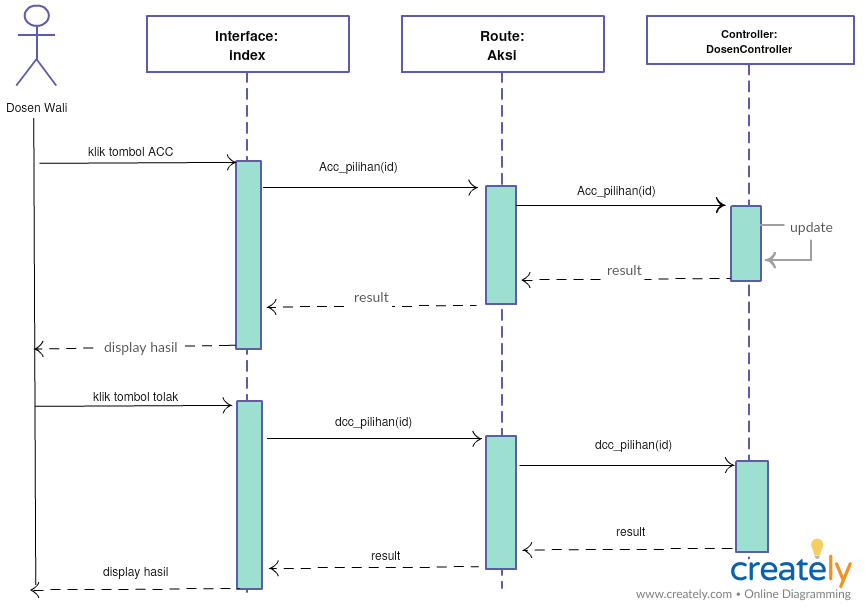 Interface:
index
Route:
Aksi
Controller:
DosenController
Dosen Wali
klik tombol ACC
Acc_pilihan(id)
Acc_pilihan(id)
update
result
result
display hasil
klik tombol tolak
dcc_pilihan(id)
dcc_pilihan(id)
result
result
display hasil
creately
www.creately.com • Online Diagramming